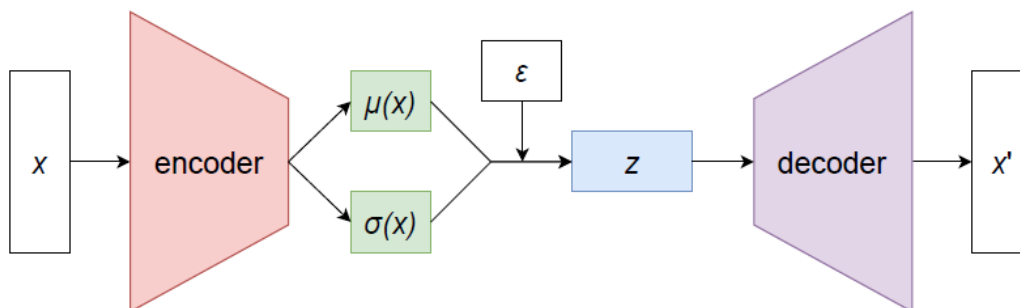 x
encoder
μ(x)
σ(x)
ε
z
decoder
x'